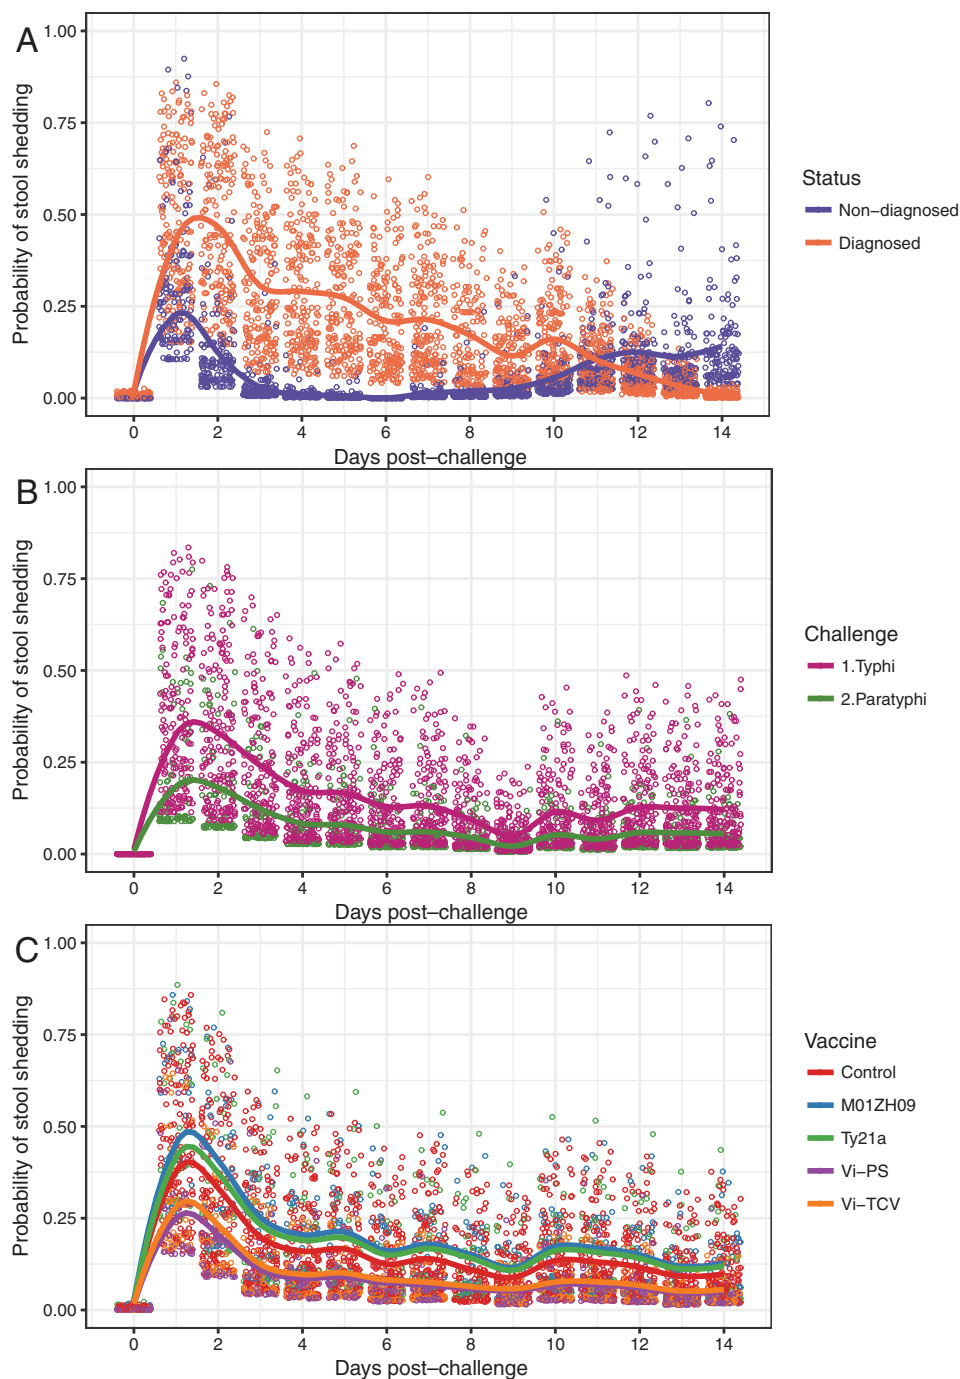 A
1.00
0.75
0.50
0.25
0.00
Probability of stool shedding
0 2 4 6 8 10 12 14
Days post–challenge
Status
Non–diagnosed
Diagnosed
B
1.00
0.75
0.50
0.25
0.00
Probability of stool shedding
0 2 4 6 8 10 12 14
Days post–challenge
Challenge
1.Typhi
2.Paratyphi
C
1.00
0.75
0.50
0.25
0.00
Probability of stool shedding
0 2 4 6 8 10 12 14
Days post–challenge
Vaccine
Control
M01ZH09
Ty21a
Vi–PS
Vi–TCV